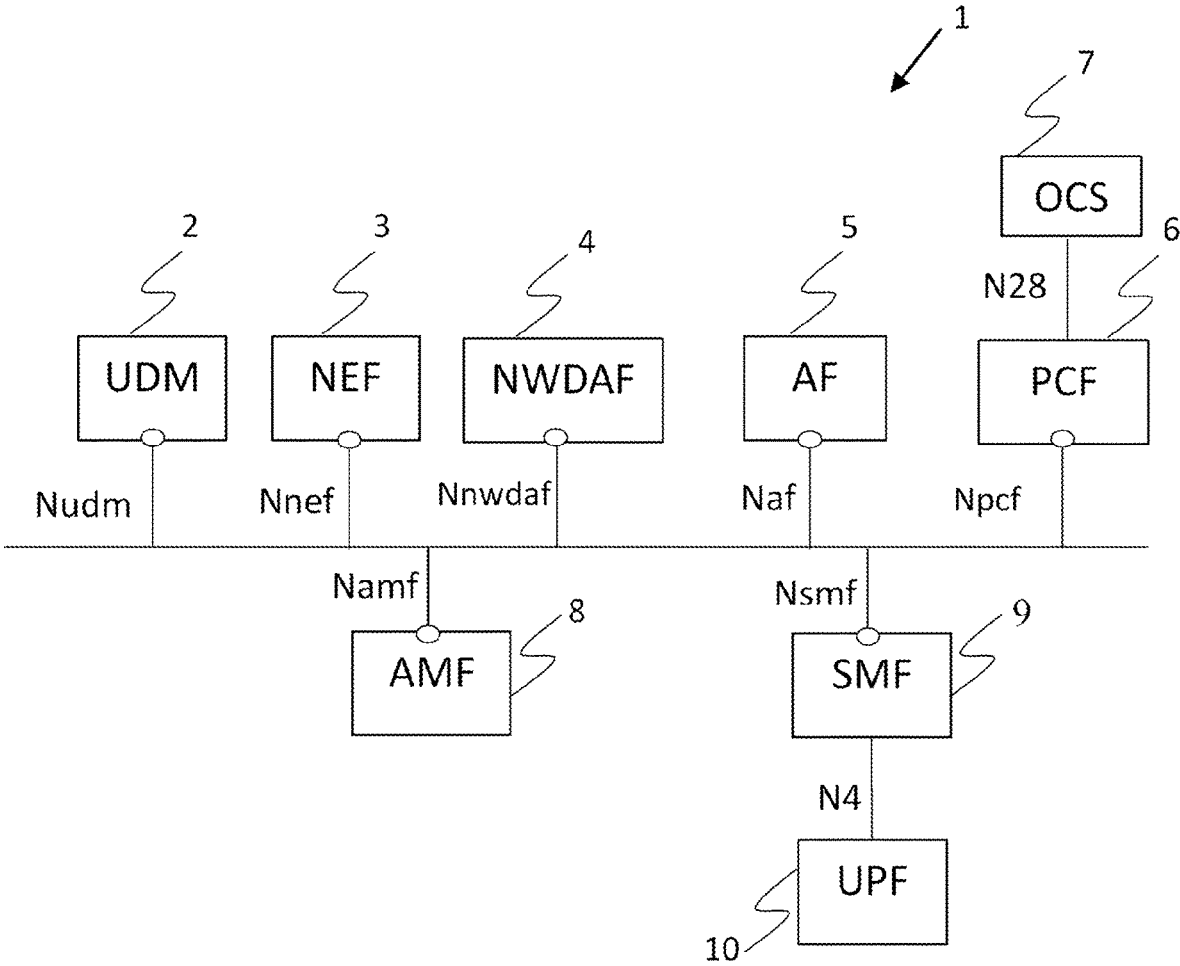 1
7
OCS
2
3
4
5
6
N28
UDM
NEF
NWDAF
AF
PCF
Nudm
Nnef
Nnwdaf
Naf
Npcf
Namf
Nsmf
8
9
AMF
SMF
N4
UPF
10